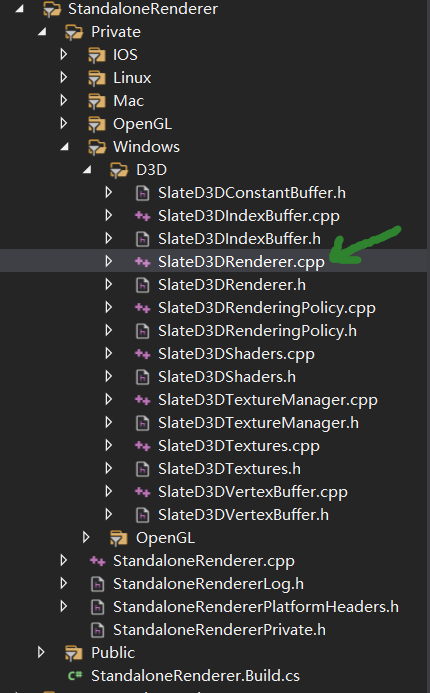 StandaloneRenderer
Private
IOS
Linux
Mac
OpenGL
Windows
D3D
SlateD3DConstantBuffer.h
SlateD3DIndexBuffer.cpp
SlateD3DIndexBuffer.h
SlateD3DRenderer.cpp
SlateD3DRenderer.h
SlateD3DRenderingPolicy.cpp
SlateD3DRenderingPolicy.h
SlateD3DShaders.cpp
SlateD3DShaders.h
SlateD3DTextureManager.cpp
SlateD3DTextureManager.h
SlateD3DTextures.cpp
SlateD3DTextures.h
SlateD3DVertexBuffer.cpp
SlateD3DVertexBuffer.h
OpenGL
StandaloneRenderer.cpp
StandaloneRendererLog.h
StandaloneRendererPlatformHeaders.h
StandaloneRendererPrivate.h
Public
C# StandaloneRenderer.Build.cs